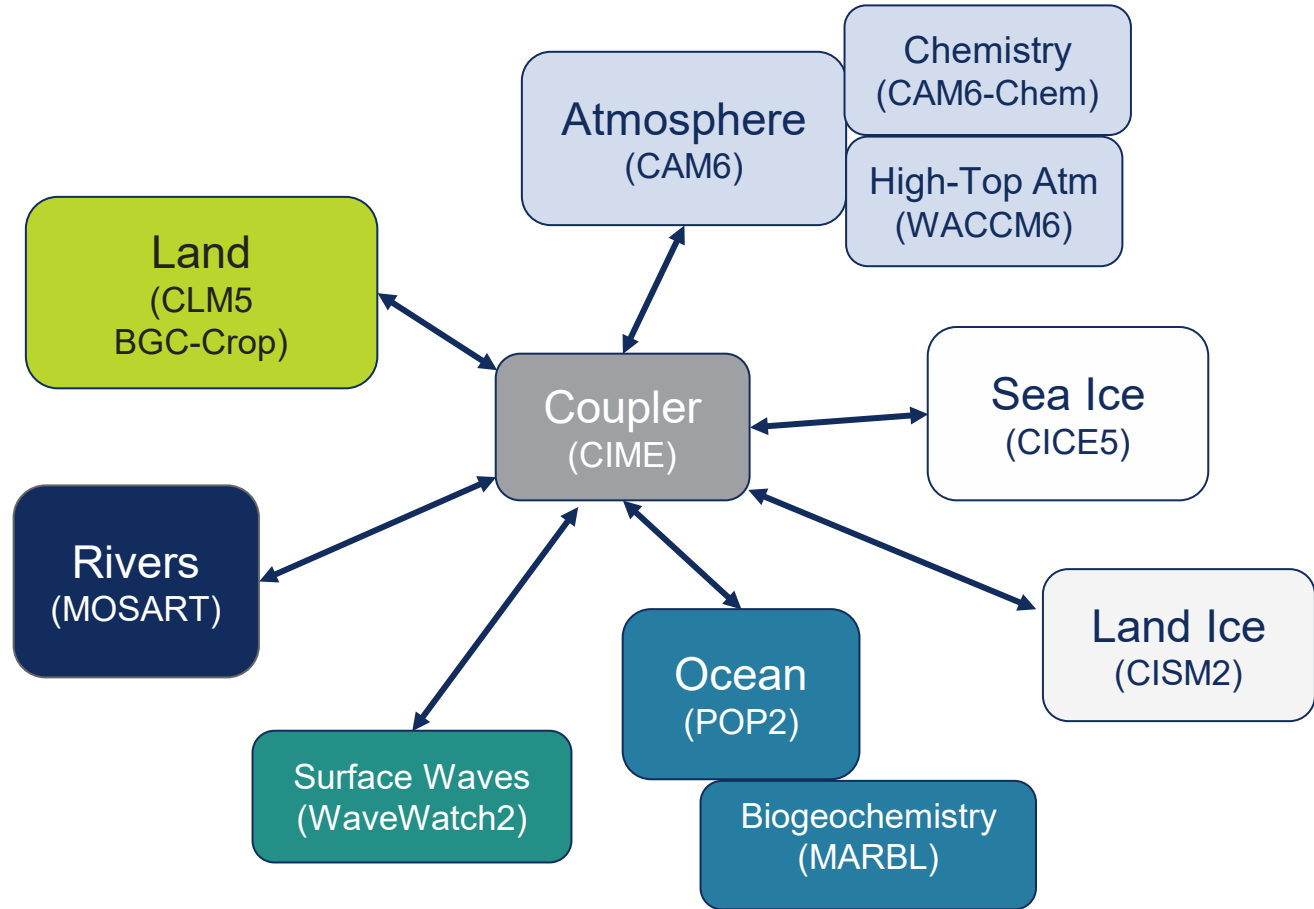 Chemistry
(CAM6-Chem)
Atmosphere
(CAM6)
High-Top Atm
(WACCM6)
Land
(CLM5
BGC-Crop)
Coupler
(CIME)
Sea Ice
(CICE5)
Rivers
(MOSART)
Land Ice
(CISM2)
Ocean
(POP2)
Surface Waves
(WaveWatch2)
Biogeochemistry
(MARBL)